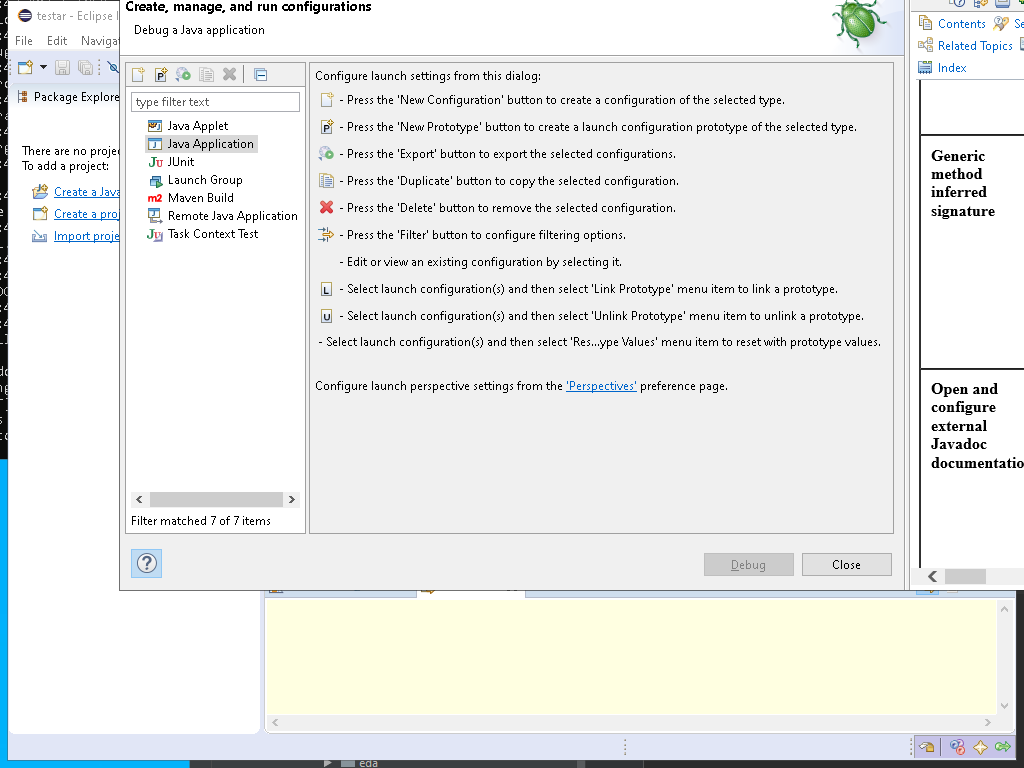 Create, manage, and run configurations
Debug a Java application
testar - Eclipse I
File Edit Navigat
Package Explore
There are no projec
To add a project:
Create a Java
Create a proj
Import proje
type filter text
Java Applet
Java Application
JUnit
Launch Group
Maven Build
Remote Java Application
Task Context Test
Filter matched 7 of 7 items
Configure launch settings from this dialog:
- Press the 'New Configuration' button to create a configuration of the selected type.
- Press the 'New Prototype' button to create a launch configuration prototype of the selected type.
- Press the 'Export' button to export the selected configurations.
- Press the 'Duplicate' button to copy the selected configuration.
- Press the 'Delete' button to remove the selected configuration.
- Press the 'Filter' button to configure filtering options.
- Edit or view an existing configuration by selecting it.
- Select launch configuration(s) and then select 'Link Prototype' menu item to link a prototype.
- Select launch configuration(s) and then select 'Unlink Prototype' menu item to unlink a prototype.
- Select launch configuration(s) and then select 'Res...ype Values' menu item to reset with prototype values.
Configure launch perspective settings from the 'Perspectives' preference page.
Debug
Close
Contents
Se
Related Topics
Index
Generic
method
inferred
signature
Open and
configure
external
Javadoc
documentatio
eda